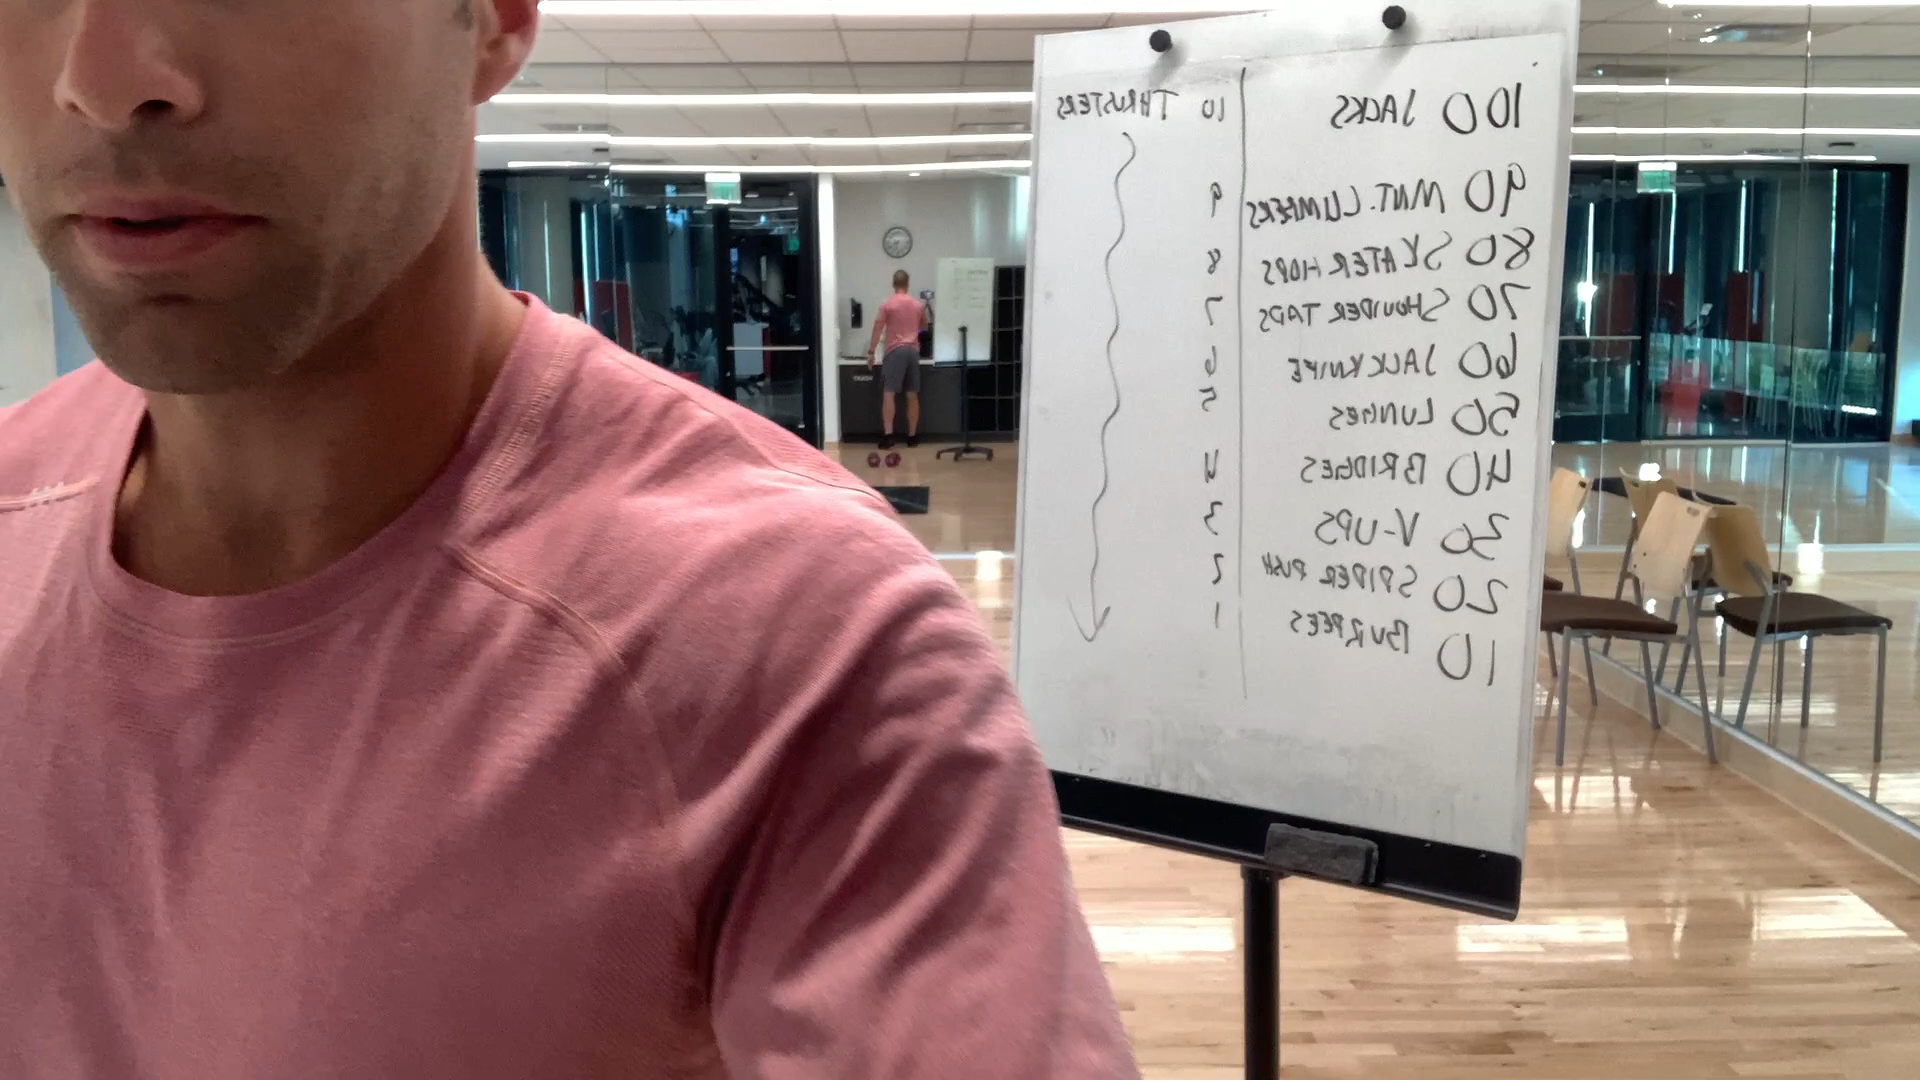 100 JACKS 10 THRUSTERS
90 MNT. CLIMBERS 9
80 SKATER HOPS 8
70 SHOULDER TAPS 7
60 JACKKNIFE 6
50 LUNGES 5
40 BRIDGES 4
30 V-UPS 3
20 SPIDER PUSH 2
10 BURPEES 1
TRASH